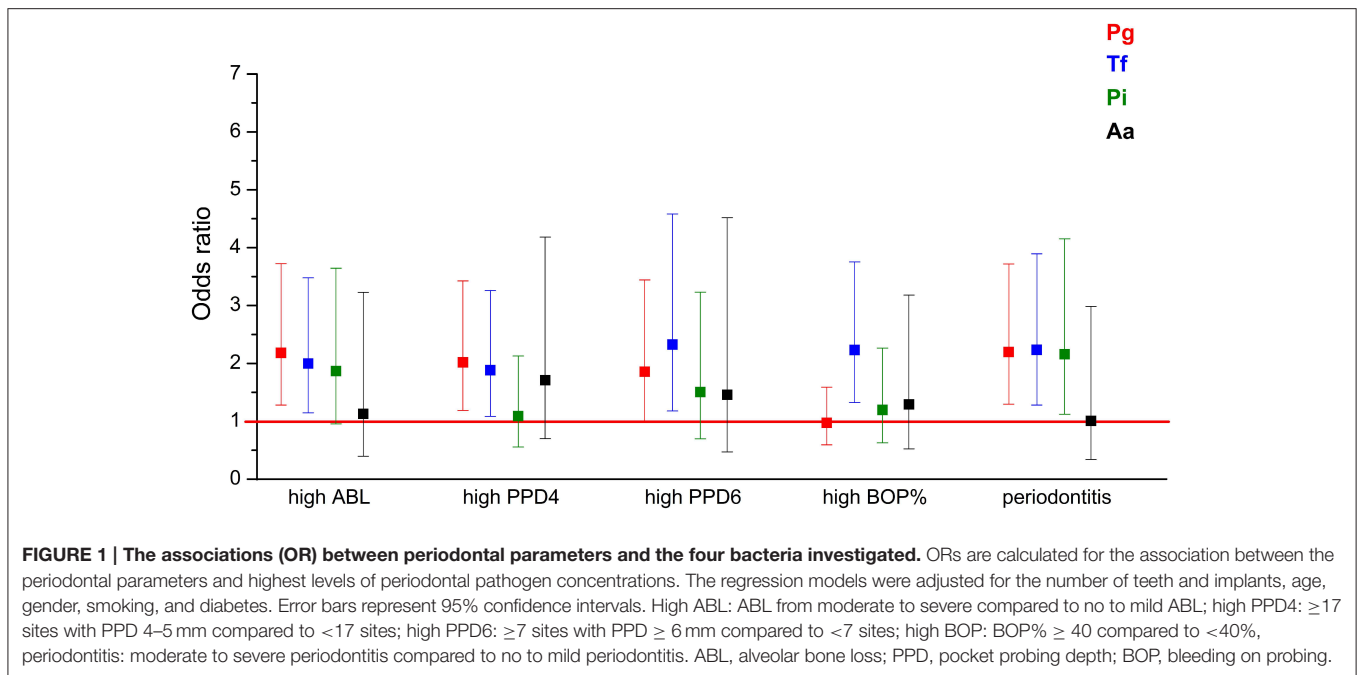 Pg
Tf
Pi
Aa
7
6
5
4
3
2
1
0
Odds ratio
high ABL high PPD4 high PPD6 high BOP% periodontitis
FIGURE 1 | The associations (OR) between periodontal parameters and the four bacteria investigated. ORs are calculated for the association between the
periodontal parameters and highest levels of periodontal pathogen concentrations. The regression models were adjusted for the number of teeth and implants, age,
gender, smoking, and diabetes. Error bars represent 95% confidence intervals. High ABL: ABL from moderate to severe compared to no to mild ABL; high PPD4: ≥17
sites with PPD 4–5 mm compared to <17 sites; high PPD6: ≥7 sites with PPD ≥ 6 mm compared to <7 sites; high BOP: BOP% ≥ 40 compared to <40%,
periodontitis: moderate to severe periodontitis compared to no to mild periodontitis. ABL, alveolar bone loss; PPD, pocket probing depth; BOP, bleeding on probing.